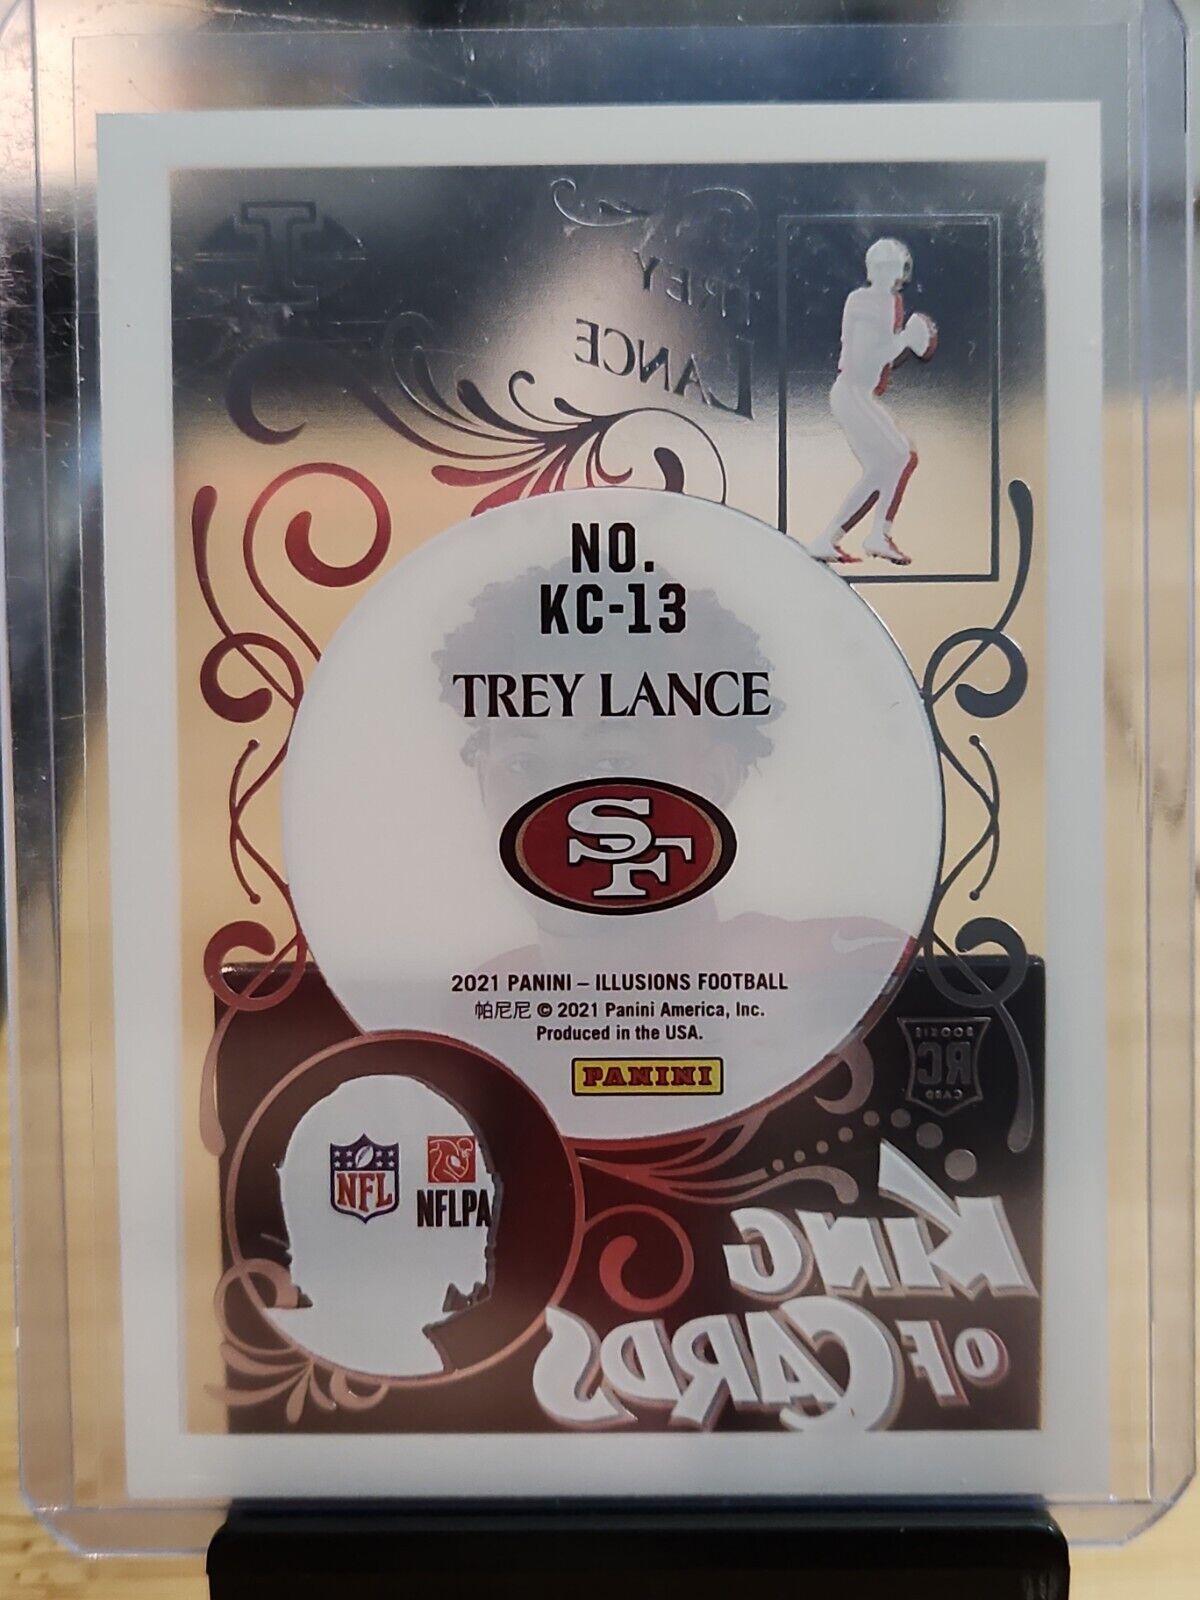 I
TREY
LANCE
NO.
KC-13
TREY LANCE
SF
2021 PANINI – ILLUSIONS FOOTBALL
帕尼尼 © 2021 Panini America, Inc.
Produced in the USA.
PANINI
ROOKIE
RC
CARD
NFL
NFLPA
KING
OF CARDS